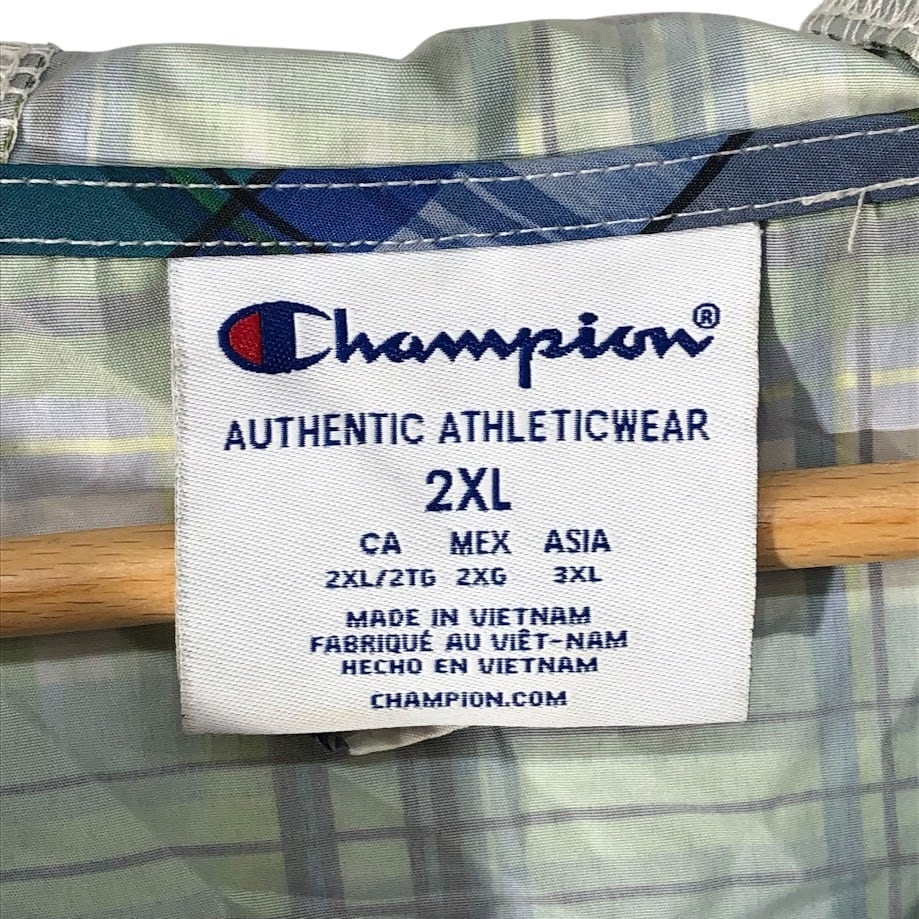 Champion®
AUTHENTIC ATHLETICWEAR
2XL
CA MEX ASIA
2XL/2TG 2XG 3XL
MADE IN VIETNAM
FABRIQUÉ AU VIÊT-NAM
HECHO EN VIETNAM
CHAMPION.COM